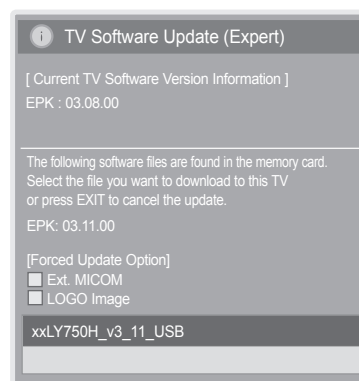 TV Software Update (Expert)
[ Current TV Software Version Information ]
EPK : 03.08.00
The following software files are found in the memory card.
Select the file you want to download to this TV
or press EXIT to cancel the update.
EPK: 03.11.00
[Forced Update Option]
Ext. MICOM
LOGO Image
xxLY750H_v3_11_USB